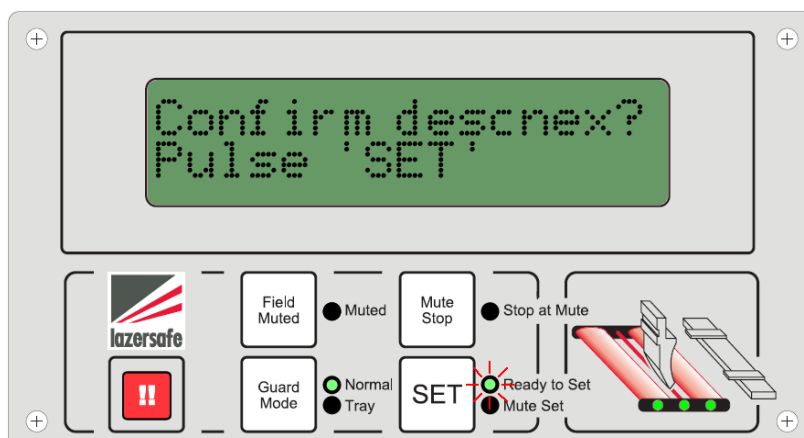 Confirm descnex?
Pulse 'SET'
lazersafe
Field
Muted
Muted
Mute
Stop
Stop at Mute
!!
Guard
Mode
Normal
Tray
SET
Ready to Set
Mute Set